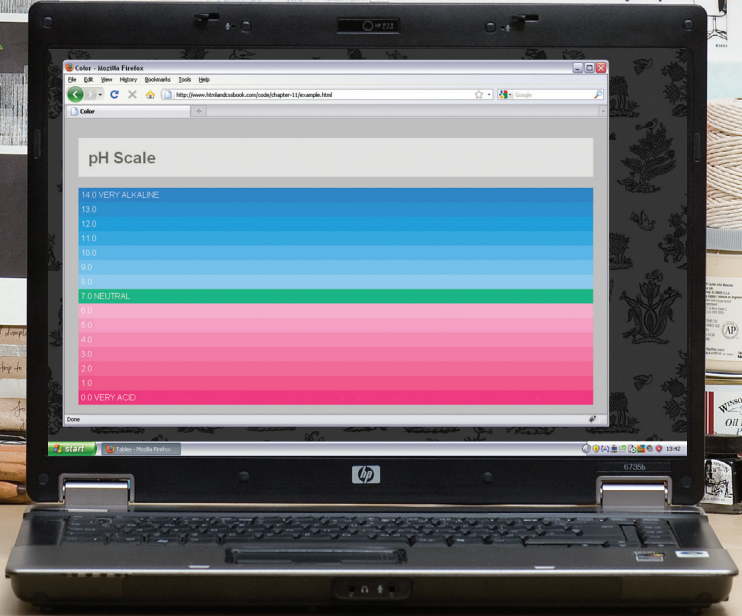 Color - Mozilla Firefox
File Edit View History Bookmarks Tools Help
http://www.htmlandcssbook.com/code/chapter-11/example.html
Google
Color
pH Scale
14.0 VERY ALKALINE
13.0
12.0
11.0
10.0
9.0
8.0
7.0 NEUTRAL
6.0
5.0
4.0
3.0
2.0
1.0
0.0 VERY ACID
Done
start
Tables - Mozilla Firefox
13:42
hp
6735b
AP